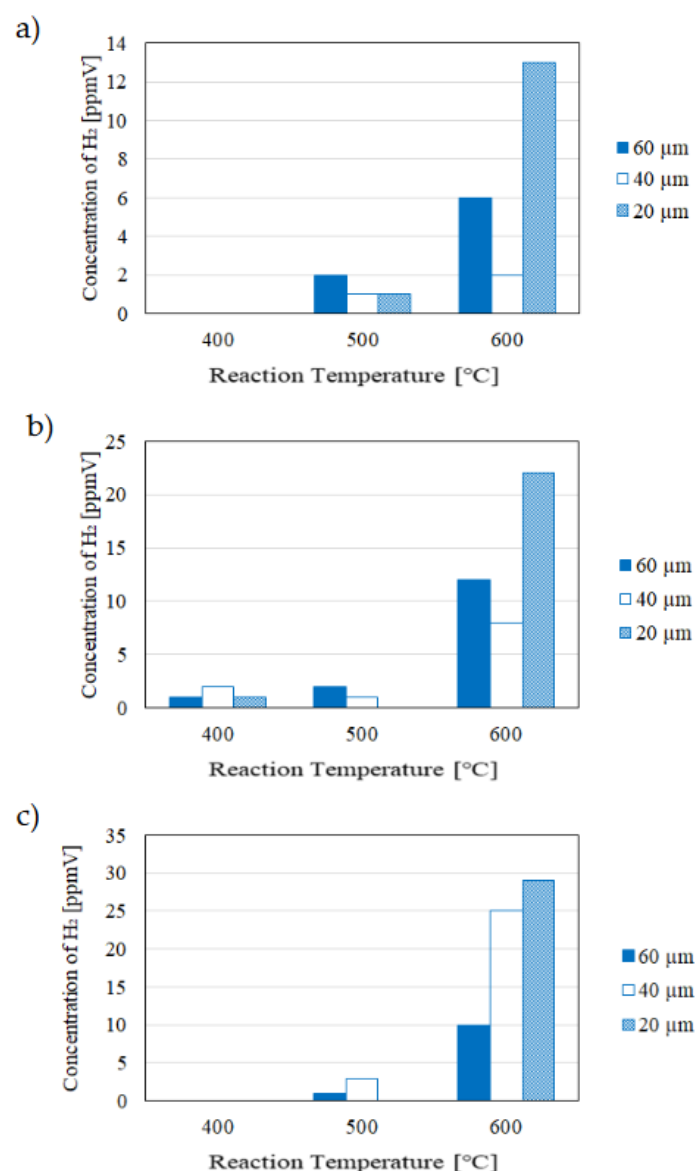 a)
Concentration of H₂ [ppmV]
14
12
10
8
6
4
2
0
400 500 600
Reaction Temperature [°C]
60 µm
40 µm
20 µm
b)
Concentration of H₂ [ppmV]
25
20
15
10
5
0
400 500 600
Reaction Temperature [°C]
60 µm
40 µm
20 µm
c)
Concentration of H₂ [ppmV]
35
30
25
20
15
10
5
0
400 500 600
Reaction Temperature [°C]
60 µm
40 µm
20 µm